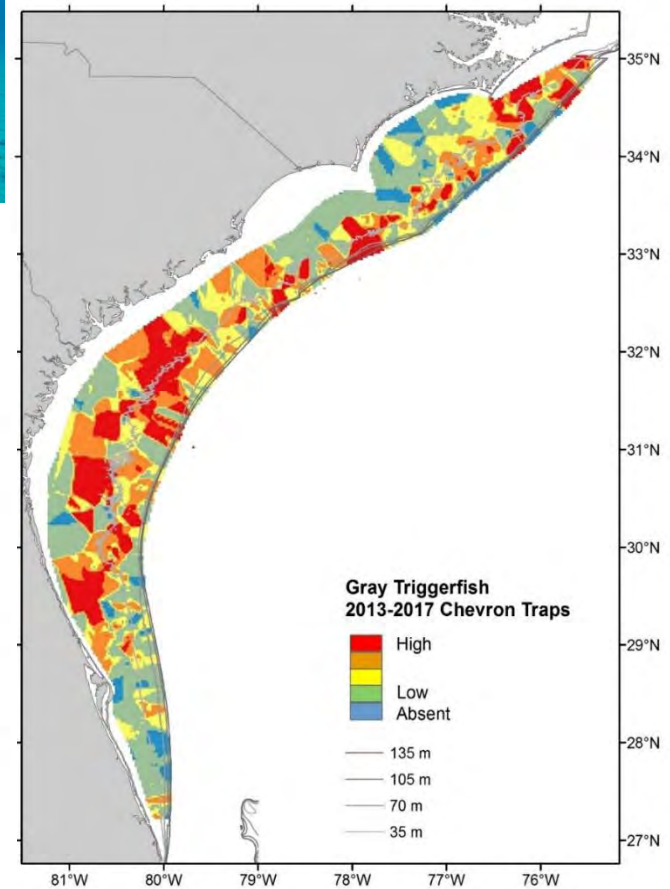 35°N
34°N
33°N
32°N
31°N
30°N
29°N
28°N
27°N
Gray Triggerfish
2013-2017 Chevron Traps
High
Low
Absent
135 m
105 m
70 m
35 m
81°W
80°W
79°W
78°W
77°W
76°W